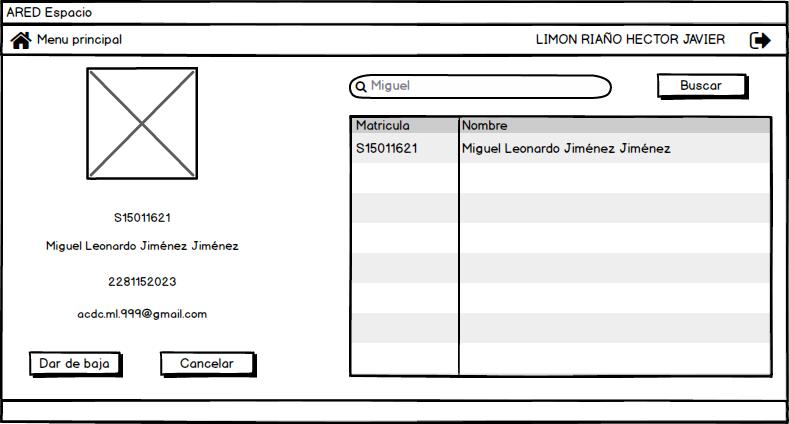 ARED Espacio
Menu principal
LIMON RIAÑO HECTOR JAVIER
Miguel
Buscar
Matricula Nombre
S15011621 Miguel Leonardo Jiménez Jiménez
S15011621
Miguel Leonardo Jiménez Jiménez
2281152023
acdc.ml.999@gmail.com
Dar de baja
Cancelar